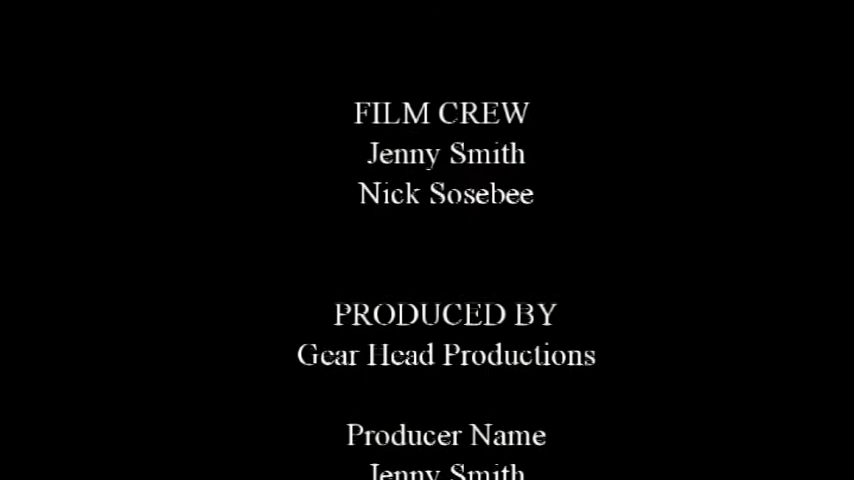 FILM CREW
Jenny Smith
Nick Sosebee
PRODUCED BY
Gear Head Productions
Producer Name
Jenny Smith